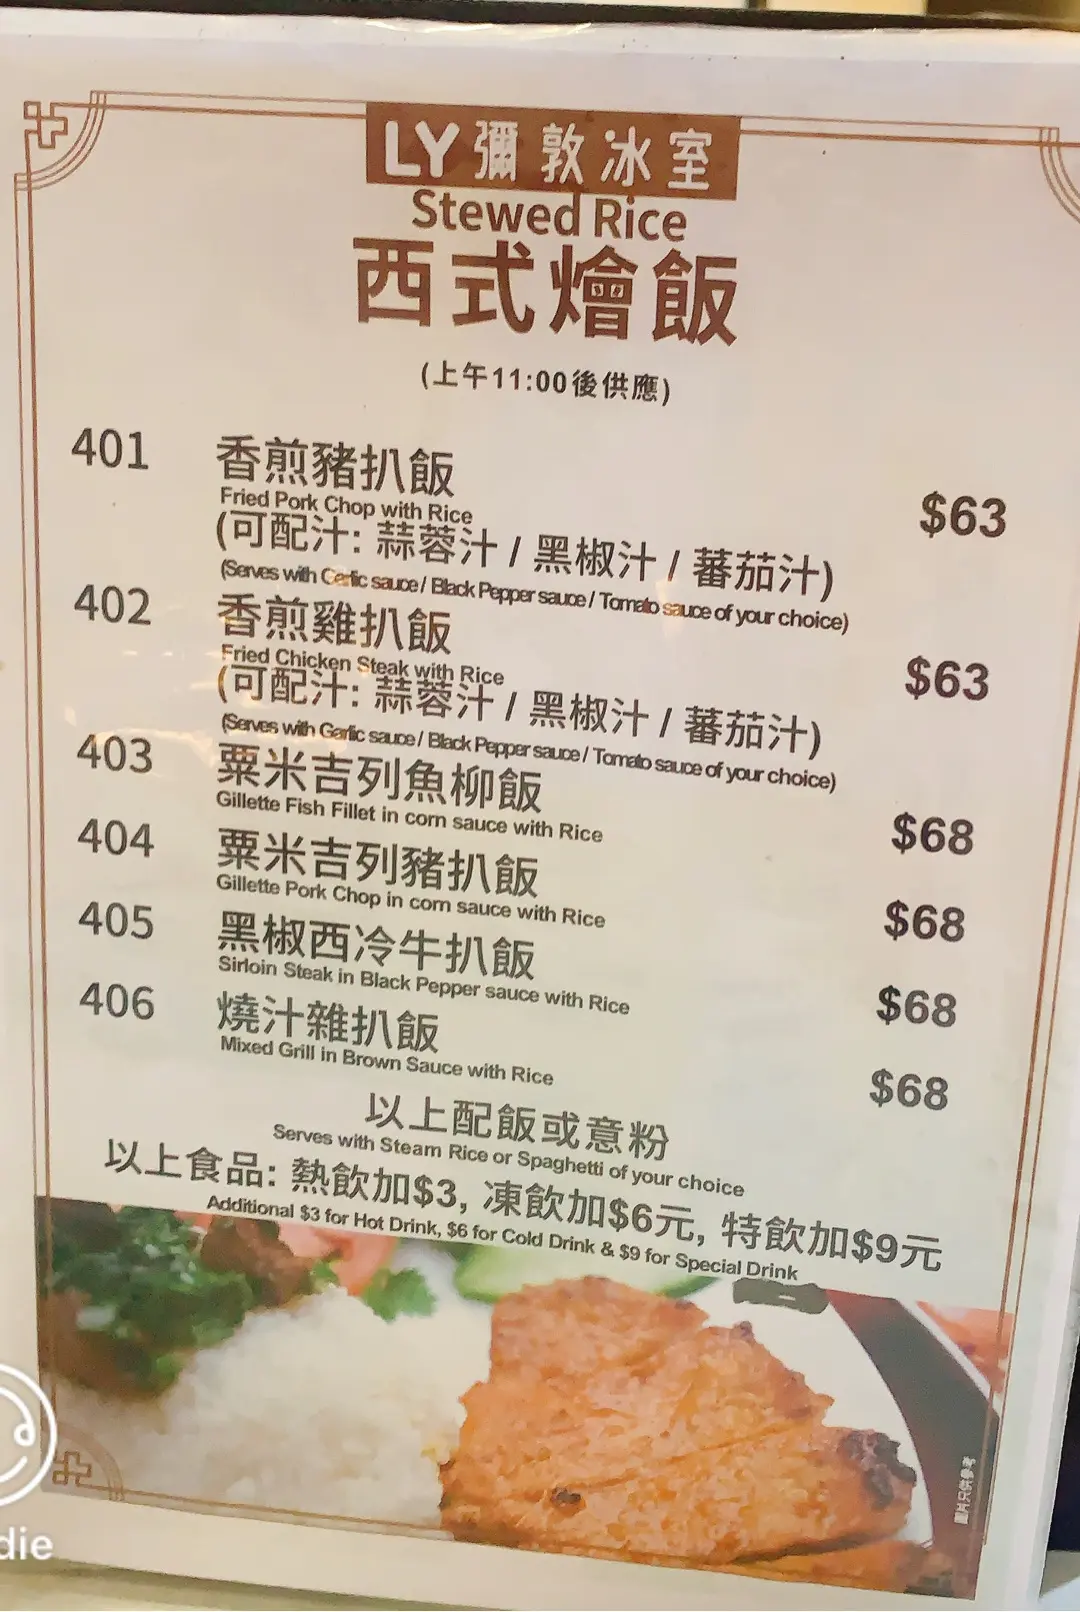 LY 彌敦冰室
Stewed Rice
西式燴飯
(上午11:00後供應)
401 香煎豬扒飯 $63
Fried Pork Chop with Rice
(可配汁: 蒜蓉汁 / 黑椒汁 / 蕃茄汁)
(Serves with Garlic sauce / Black Pepper sauce / Tomato sauce of your choice)
402 香煎雞扒飯 $63
Fried Chicken Steak with Rice
(可配汁: 蒜蓉汁 / 黑椒汁 / 蕃茄汁)
(Serves with Garlic sauce / Black Pepper sauce / Tomato sauce of your choice)
403 粟米吉列魚柳飯 $68
Gillette Fish Fillet in corn sauce with Rice
404 粟米吉列豬扒飯 $68
Gillette Pork Chop in corn sauce with Rice
405 黑椒西冷牛扒飯 $68
Sirloin Steak in Black Pepper sauce with Rice
406 燒汁雜扒飯 $68
Mixed Grill in Brown Sauce with Rice
以上配飯或意粉
Serves with Steam Rice or Spaghetti of your choice
以上食品: 熱飲加$3, 凍飲加$6元, 特飲加$9元
Additional $3 for Hot Drink, $6 for Cold Drink & $9 for Special Drink
圖片只供參考
die